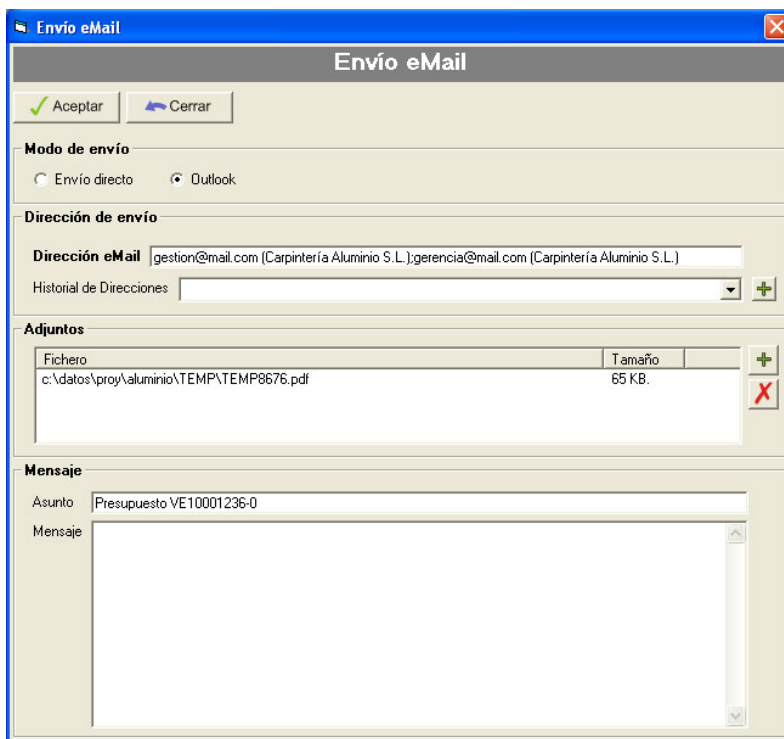 Envío eMail
Envío eMail
Aceptar Cerrar
Modo de envío
Envío directo Outlook
Dirección de envío
Dirección eMail gestion@mail.com (Carpintería Aluminio S.L.);gerencia@mail.com (Carpintería Aluminio S.L.)
Historial de Direcciones
Adjuntos
Fichero Tamaño
c:\datos\proy\aluminio\TEMP\TEMP8676.pdf 65 KB.
Mensaje
Asunto Presupuesto VE10001236-0
Mensaje